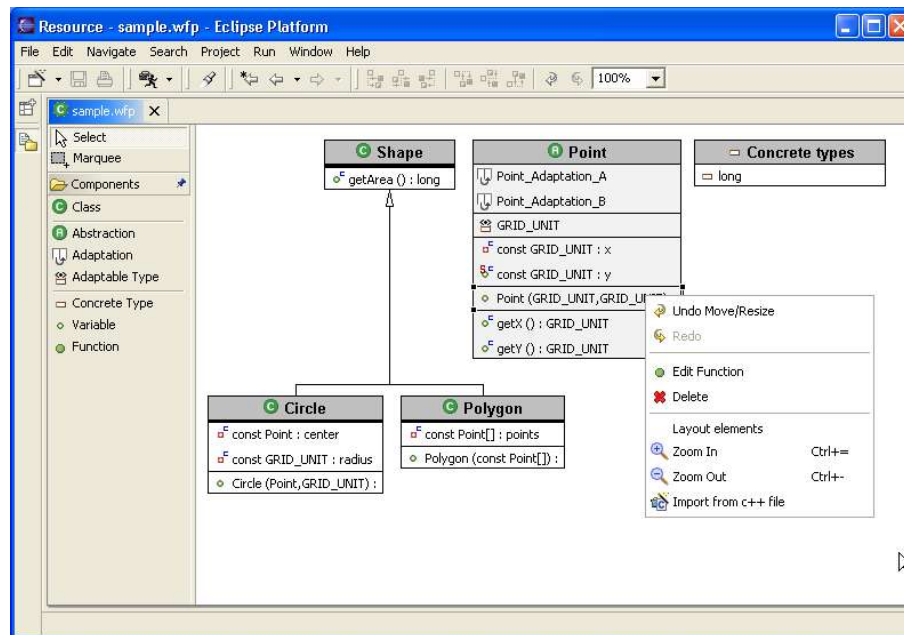 Resource - sample.wfp - Eclipse Platform
File Edit Navigate Search Project Run Window Help
100%
sample.wfp X
Select
Marquee
Components
Class
Abstraction
Adaptation
Adaptable Type
Concrete Type
Variable
Function
C Shape
getArea () : long
A Point
Point_Adaptation_A
Point_Adaptation_B
GRID_UNIT
const GRID_UNIT : x
const GRID_UNIT : y
Point (GRID_UNIT,GRID_UNIT)
getX () : GRID_UNIT
getY () : GRID_UNIT
Concrete types
long
C Circle
const Point : center
const GRID_UNIT : radius
Circle (Point,GRID_UNIT) :
C Polygon
const Point[] : points
Polygon (const Point[]) :
Undo Move/Resize
Redo
Edit Function
Delete
Layout elements
Zoom In Ctrl+=
Zoom Out Ctrl+-
Import from c++ file